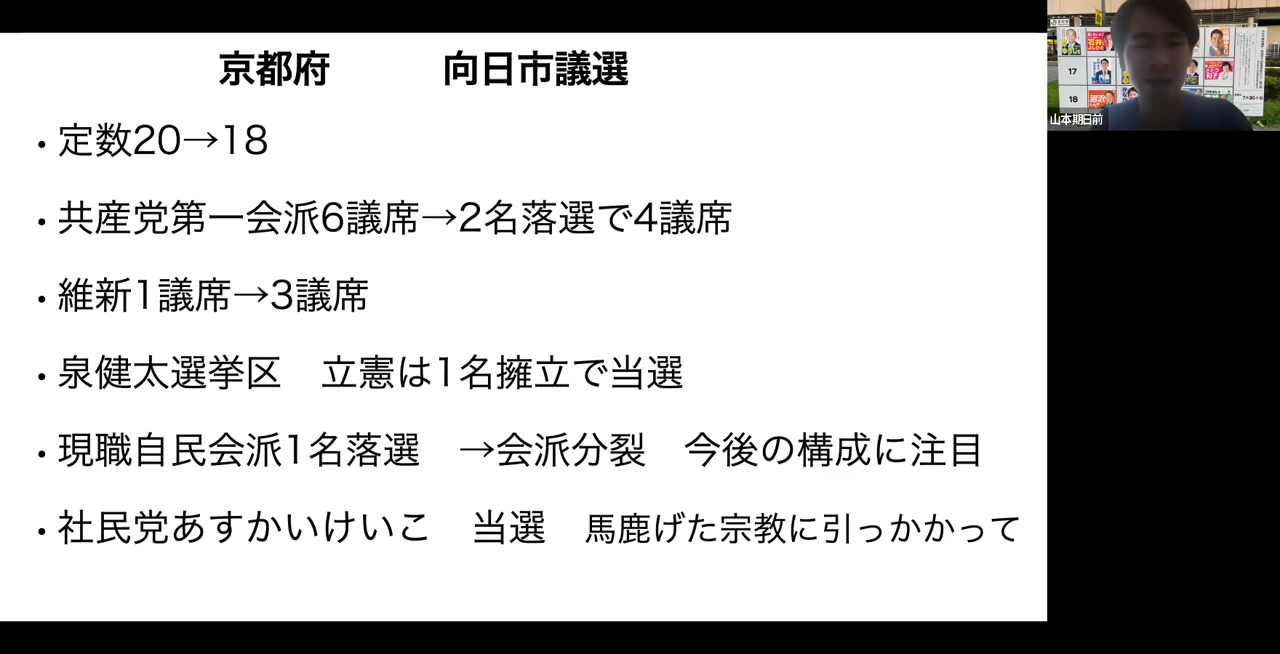 京都府　　　向日市議選
・定数20→18
・共産党第一会派6議席→2名落選で4議席
・維新1議席→3議席
・泉健太選挙区　立憲は1名擁立で当選
・現職自民会派1名落選　→会派分裂　今後の構成に注目
・社民党あすかいけいこ　当選　馬鹿げた宗教に引っかかって
17
18
山本期日前